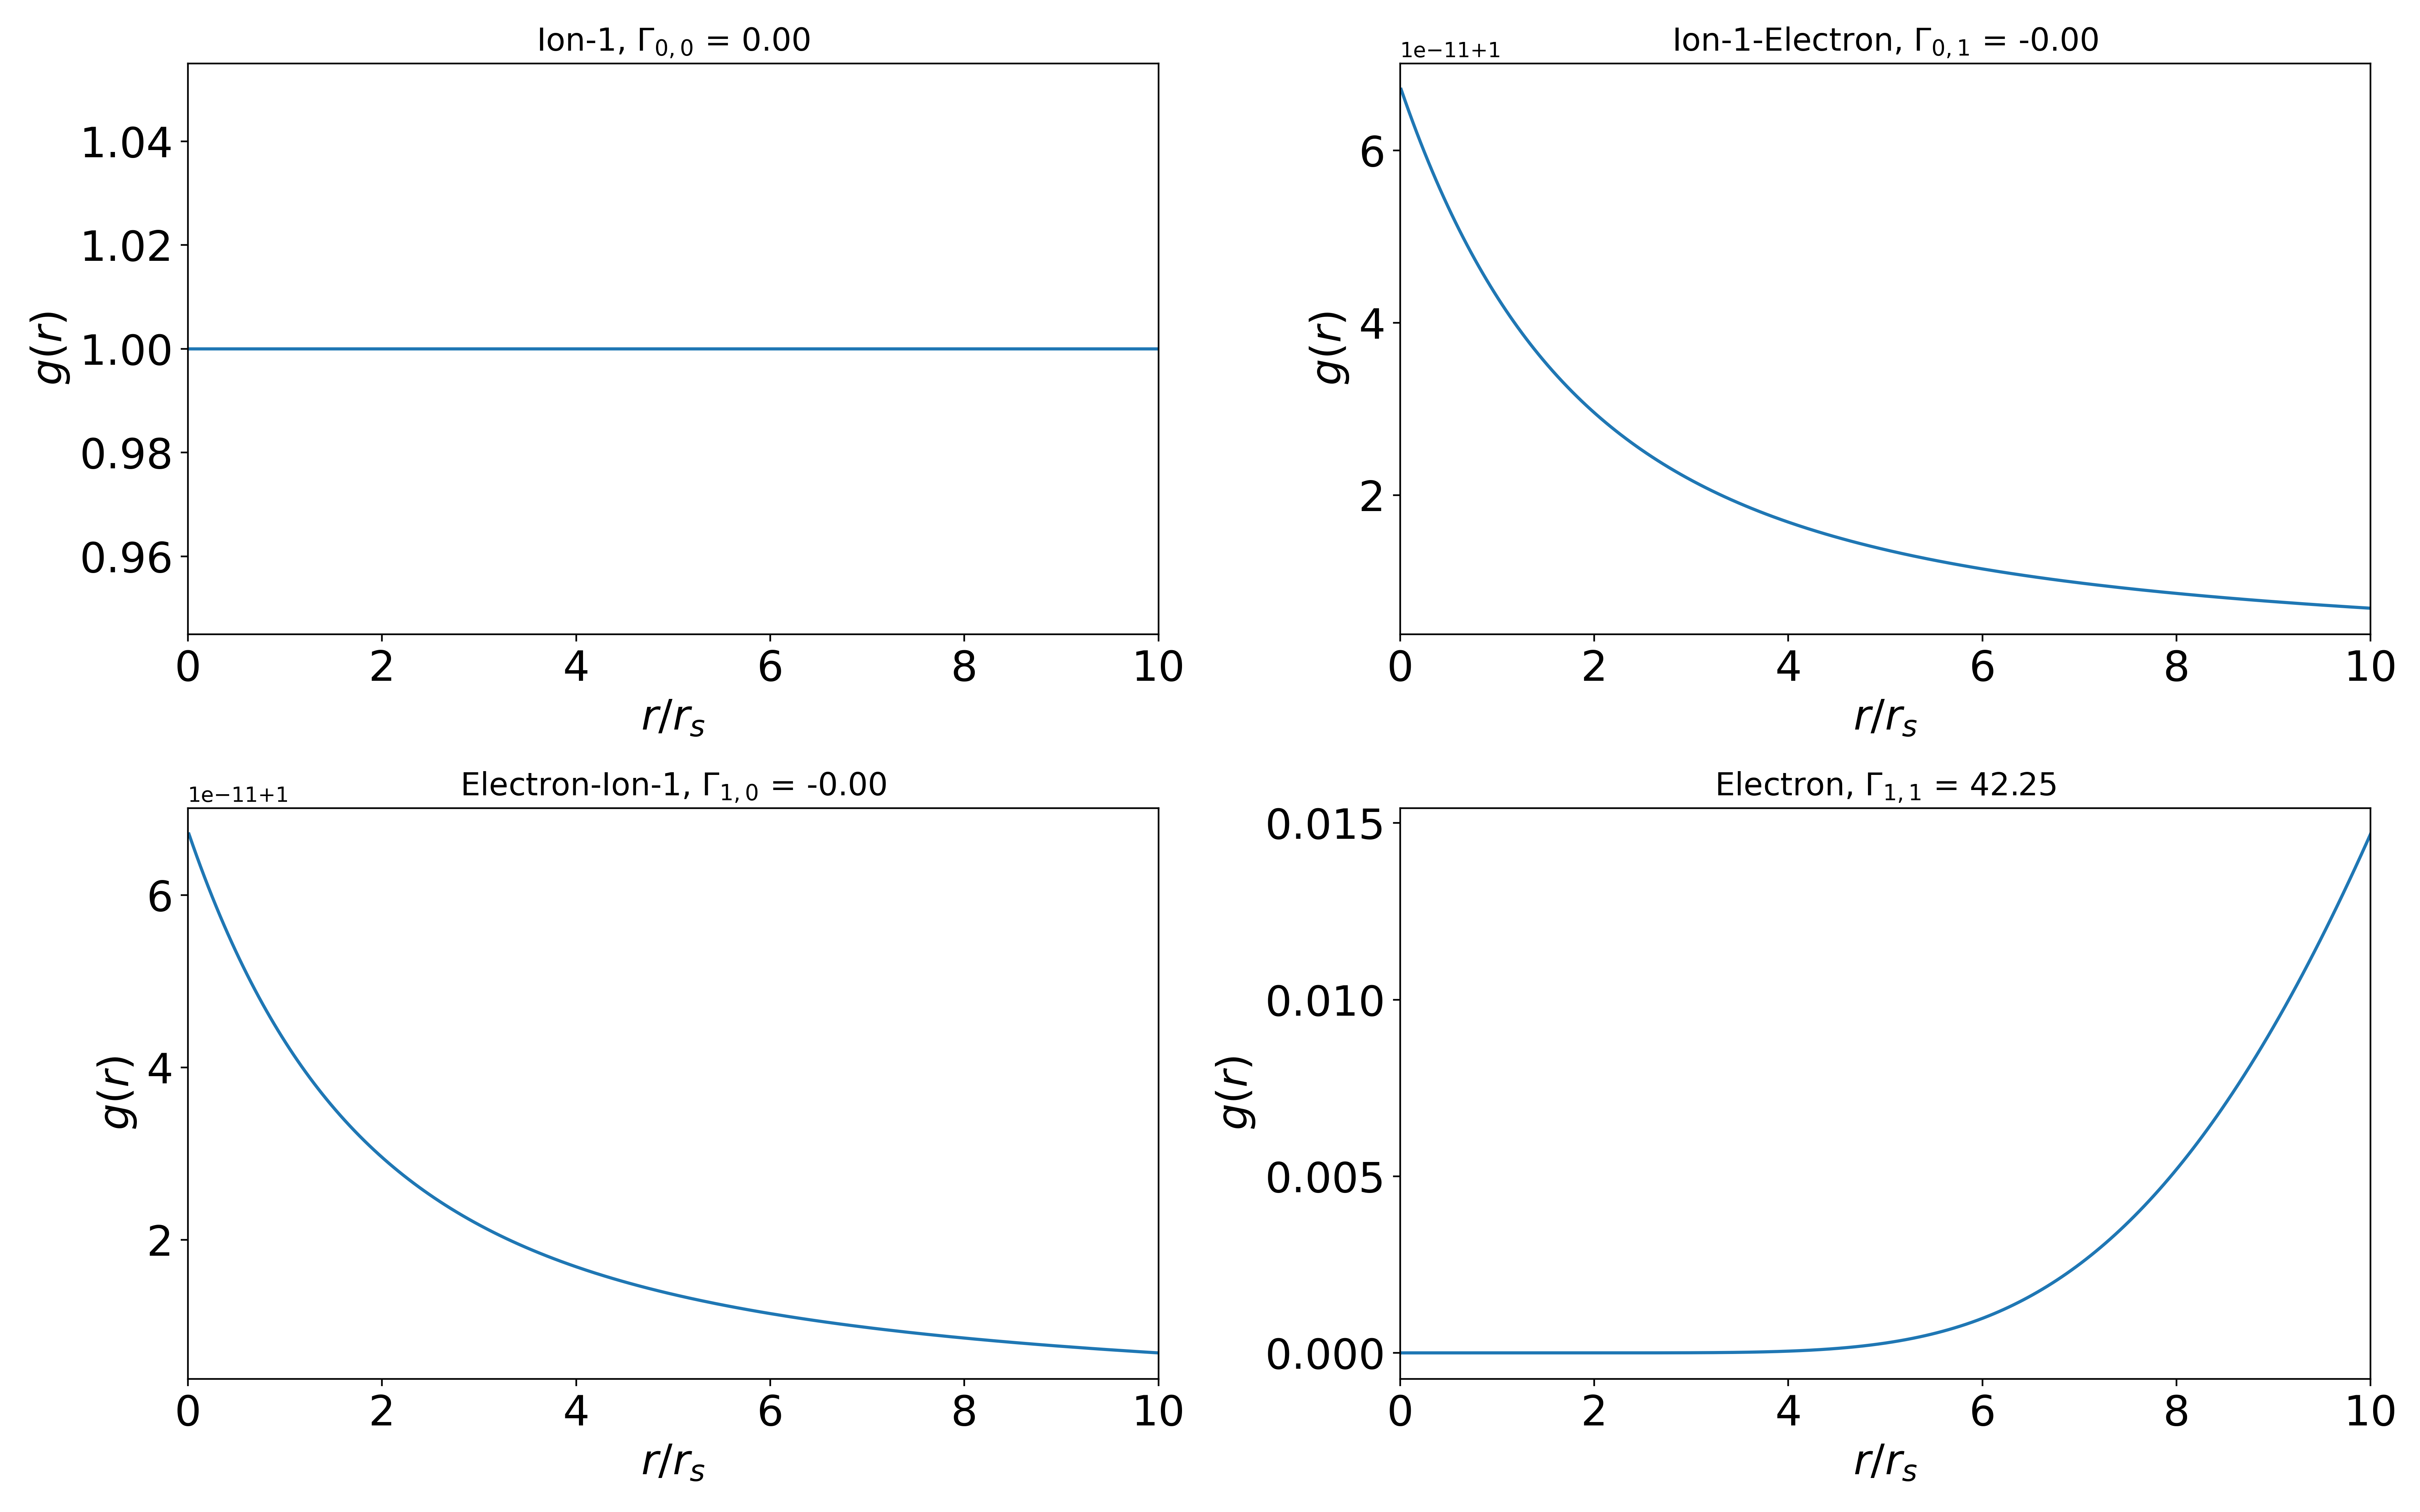 Ion-1, Γ0,0 = 0.00
1.04
1.02
1.00
0.98
0.96
g(r)
0 2 4 6 8 10
r/rs
Ion-1-Electron, Γ0,1 = -0.00
1e−11+1
6
4
2
g(r)
0 2 4 6 8 10
r/rs
Electron-Ion-1, Γ1,0 = -0.00
1e−11+1
6
4
2
g(r)
0 2 4 6 8 10
r/rs
Electron, Γ1,1 = 42.25
0.015
0.010
0.005
0.000
g(r)
0 2 4 6 8 10
r/rs